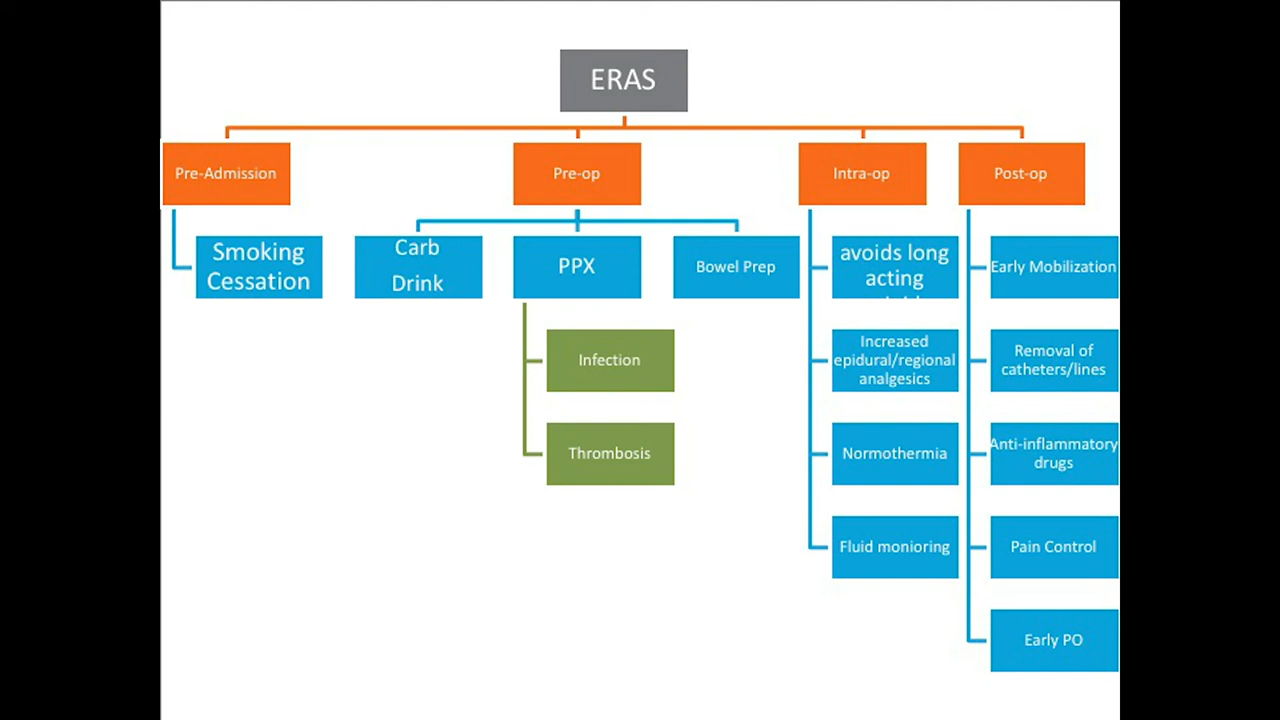 ERAS
Pre-Admission
Pre-op
Intra-op
Post-op
Smoking
Cessation
Carb
Drink
PPX
Bowel Prep
avoids long
acting
Early Mobilization
Infection
Increased
epidural/regional
analgesics
Removal of
catheters/lines
Thrombosis
Normothermia
Anti-inflammatory
drugs
Fluid monioring
Pain Control
Early PO